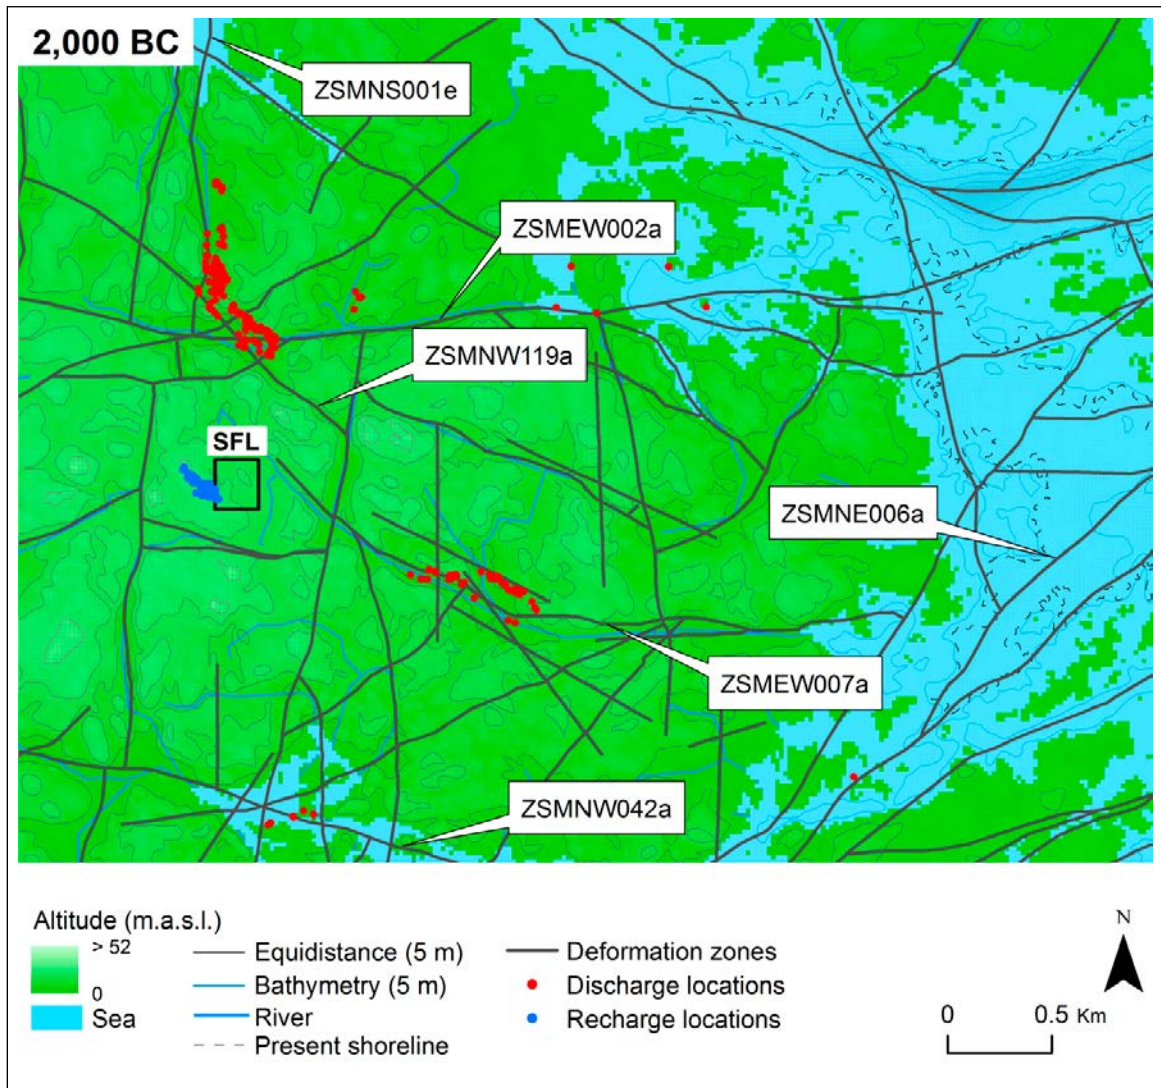 2,000 BC
ZSMNS001e
ZSMEW002a
ZSMNW119a
SFL
ZSMNE006a
ZSMEW007a
ZSMNW042a
Altitude (m.a.s.l.)
> 52
0
Sea
Equidistance (5 m)
Bathymetry (5 m)
River
Present shoreline
Deformation zones
Discharge locations
Recharge locations
N
0 0.5 Km